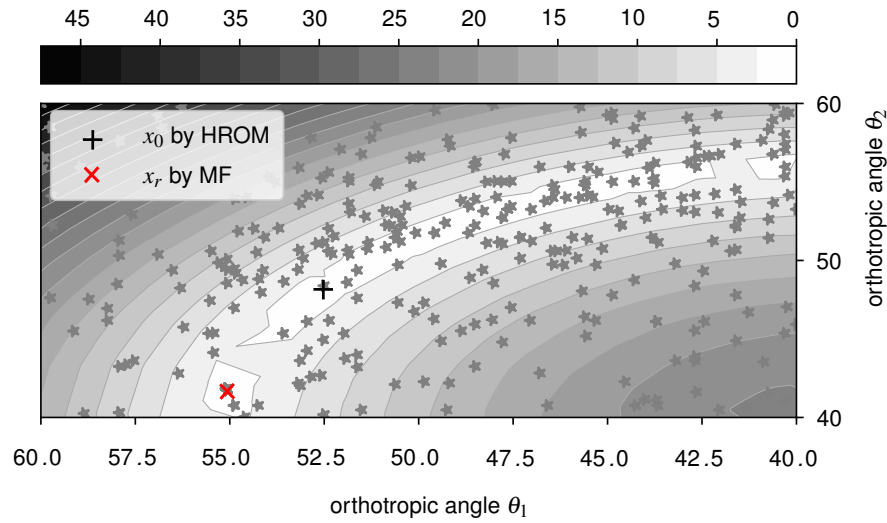 45 40 35 30 25 20 15 10 5 0
x₀ by HROM
xᵣ by MF
60
50
40
orthotropic angle θ₂
60.0 57.5 55.0 52.5 50.0 47.5 45.0 42.5 40.0
orthotropic angle θ₁